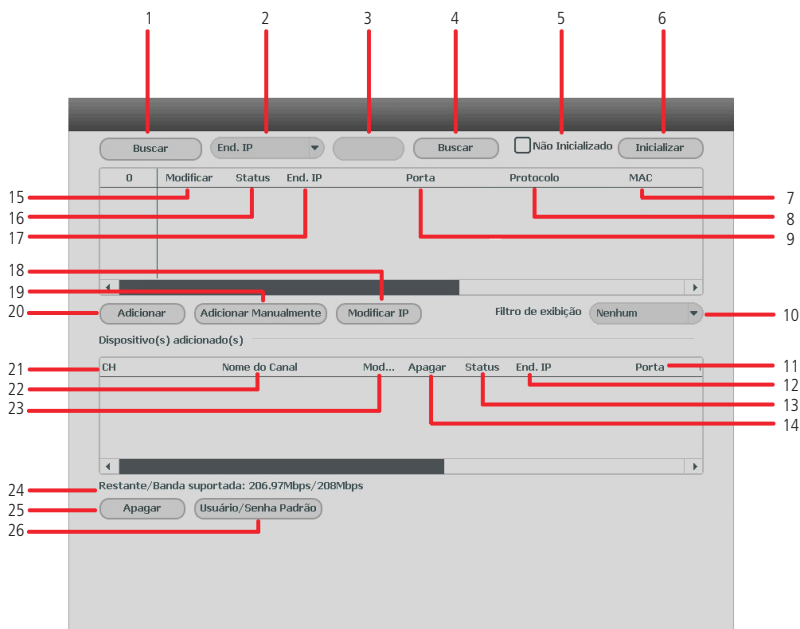 1 2 3 4 5 6
Buscar End. IP Buscar Não Inicializado Inicializar
0 Modificar Status End. IP Porta Protocolo MAC
15 7
16 8
17 9
18
19
20 Adicionar Adicionar Manualmente Modificar IP Filtro de exibição Nenhum 10
Dispositivo(s) adicionado(s)
21 CH Nome do Canal Mod... Apagar Status End. IP Porta 11
22 12
23 13
14
24 Restante/Banda suportada: 206.97Mbps/208Mbps
25 Apagar Usuário/Senha Padrão
26